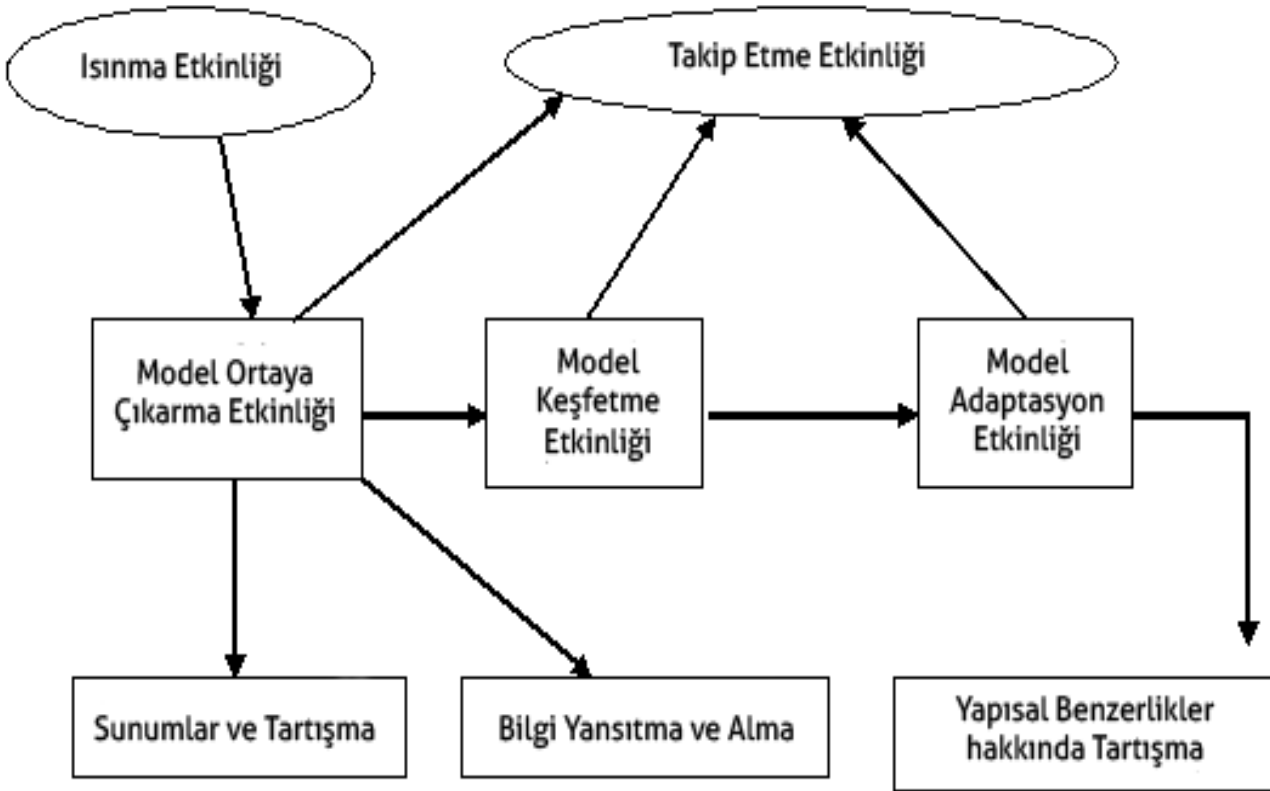 Isınma Etkinliği
Takip Etme Etkinliği
Model Ortaya
Çıkarma Etkinliği
Model
Keşfetme
Etkinliği
Model
Adaptasyon
Etkinliği
Sunumlar ve Tartışma
Bilgi Yansıtma ve Alma
Yapısal Benzerlikler
hakkında Tartışma